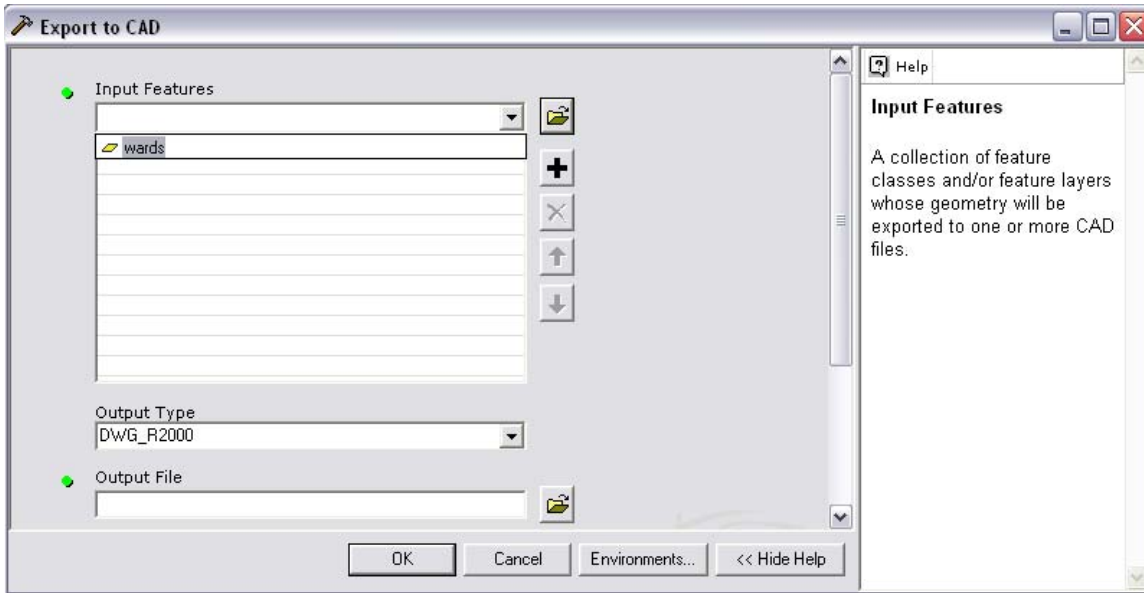 Export to CAD
Input Features
wards
Output Type
DWG_R2000
Output File
OK
Cancel
Environments...
<< Hide Help
Help
Input Features
A collection of feature
classes and/or feature layers
whose geometry will be
exported to one or more CAD
files.